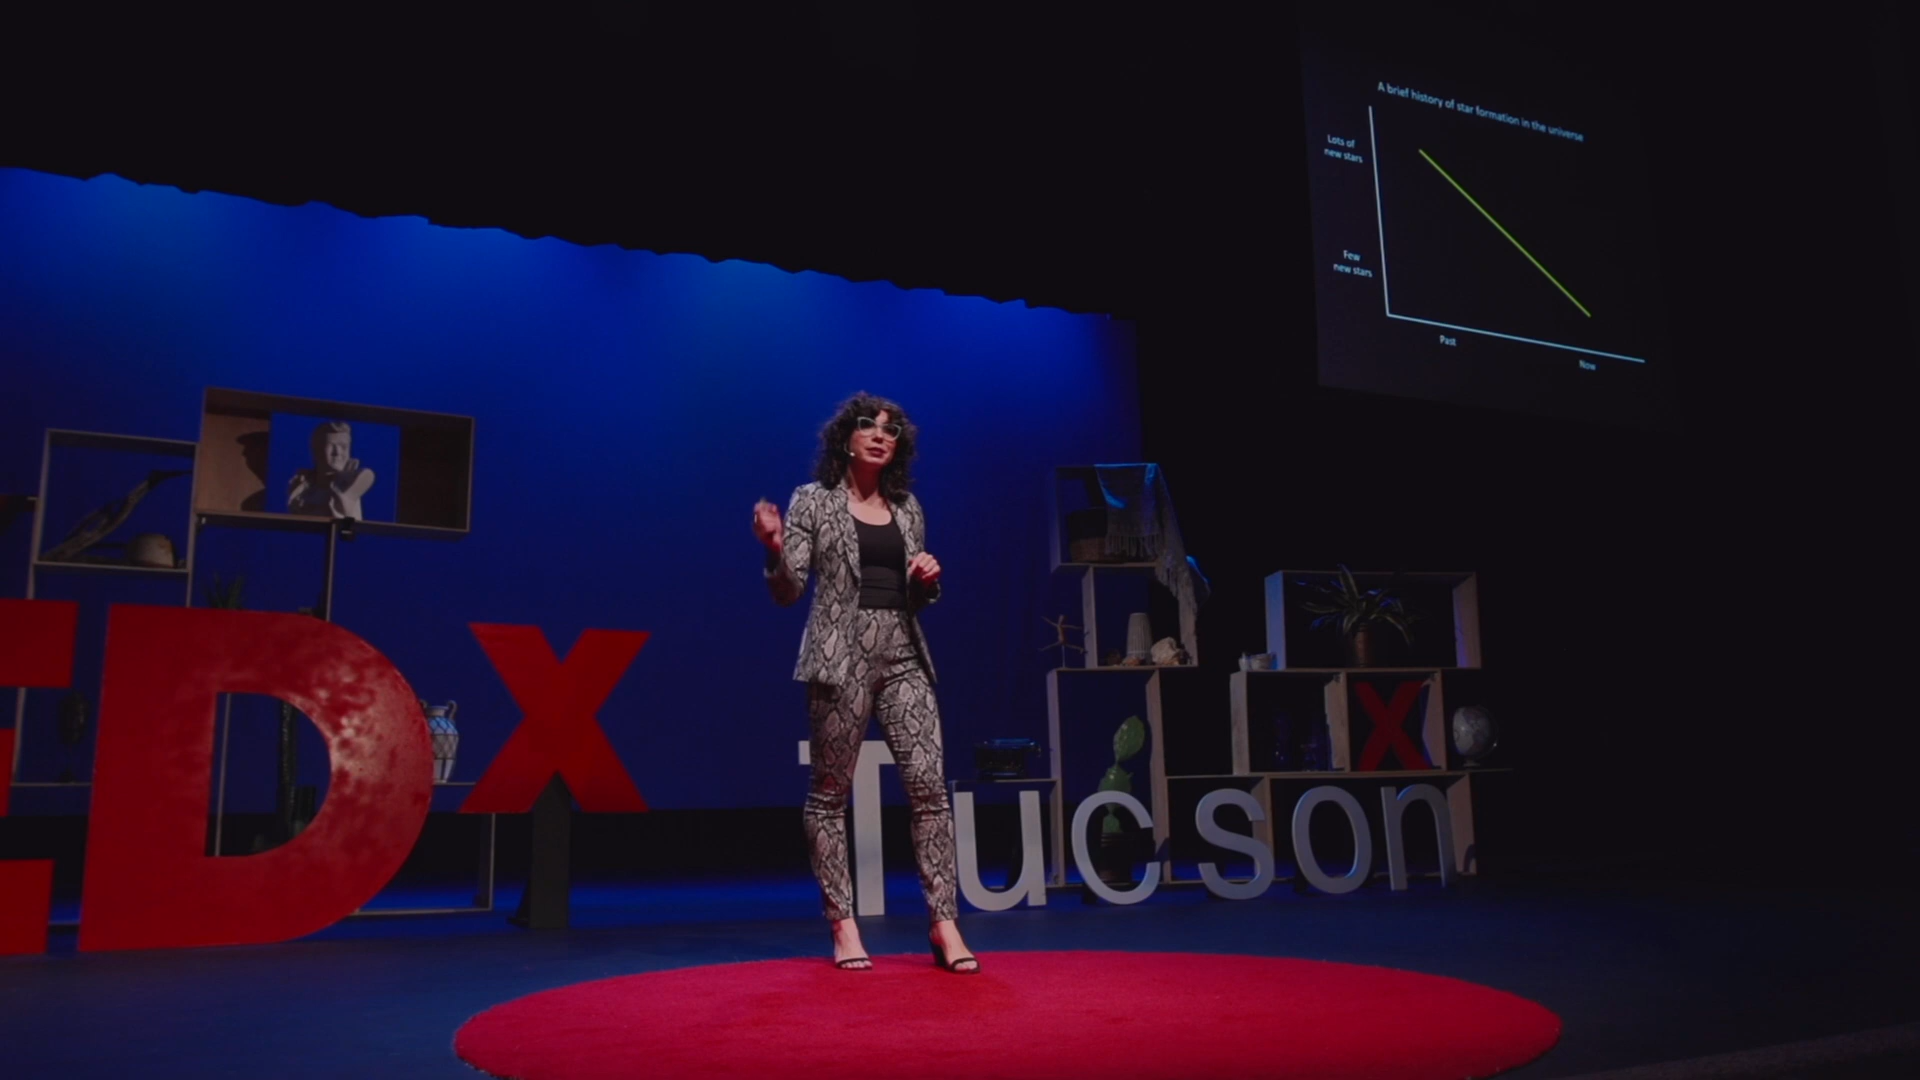 A brief history of star formation in the universe
Lots of
new stars
Few
new stars
Past
Now
EDx
Tucson
X